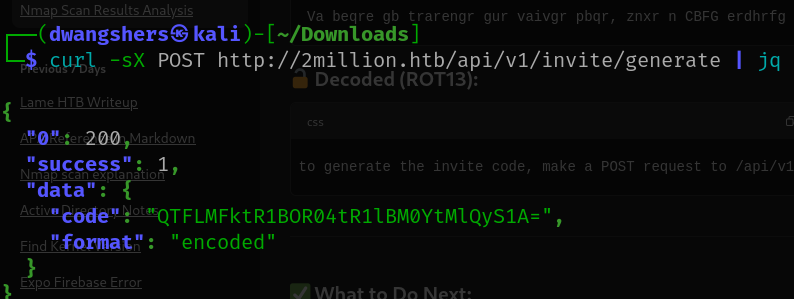 Nmap Scan Results Analysis
Va beqre gb trarengr gur vaivgr pbqr, znxr n CBFG erdhrfg
┌──(dwangshers㉿kali)-[~/Downloads]
└─$ curl -sX POST http://2million.htb/api/v1/invite/generate | jq
Previous 7 Days
🔓 Decoded (ROT13):
Lame HTB Writeup
{
css
"0": 200,
API Reference in Markdown
"success": 1,
to generate the invite code, make a POST request to /api/v1
Nmap scan explanation
"data": {
Active Directory Notes
"code": "QTFLMFktR1BOR04tR1lBM0YtMlQyS1A=",
"format": "encoded"
Find Kernel Version
}
Expo Firebase Error
}
✅ What to Do Next: